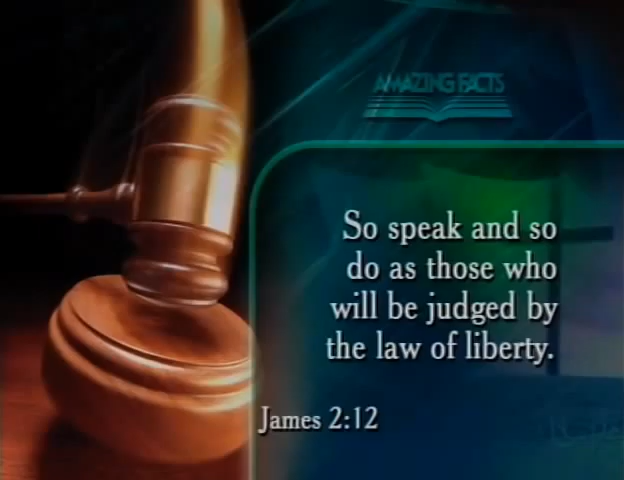 AMAZING FACTS
So speak and so
do as those who
will be judged by
the law of liberty.
James 2:12